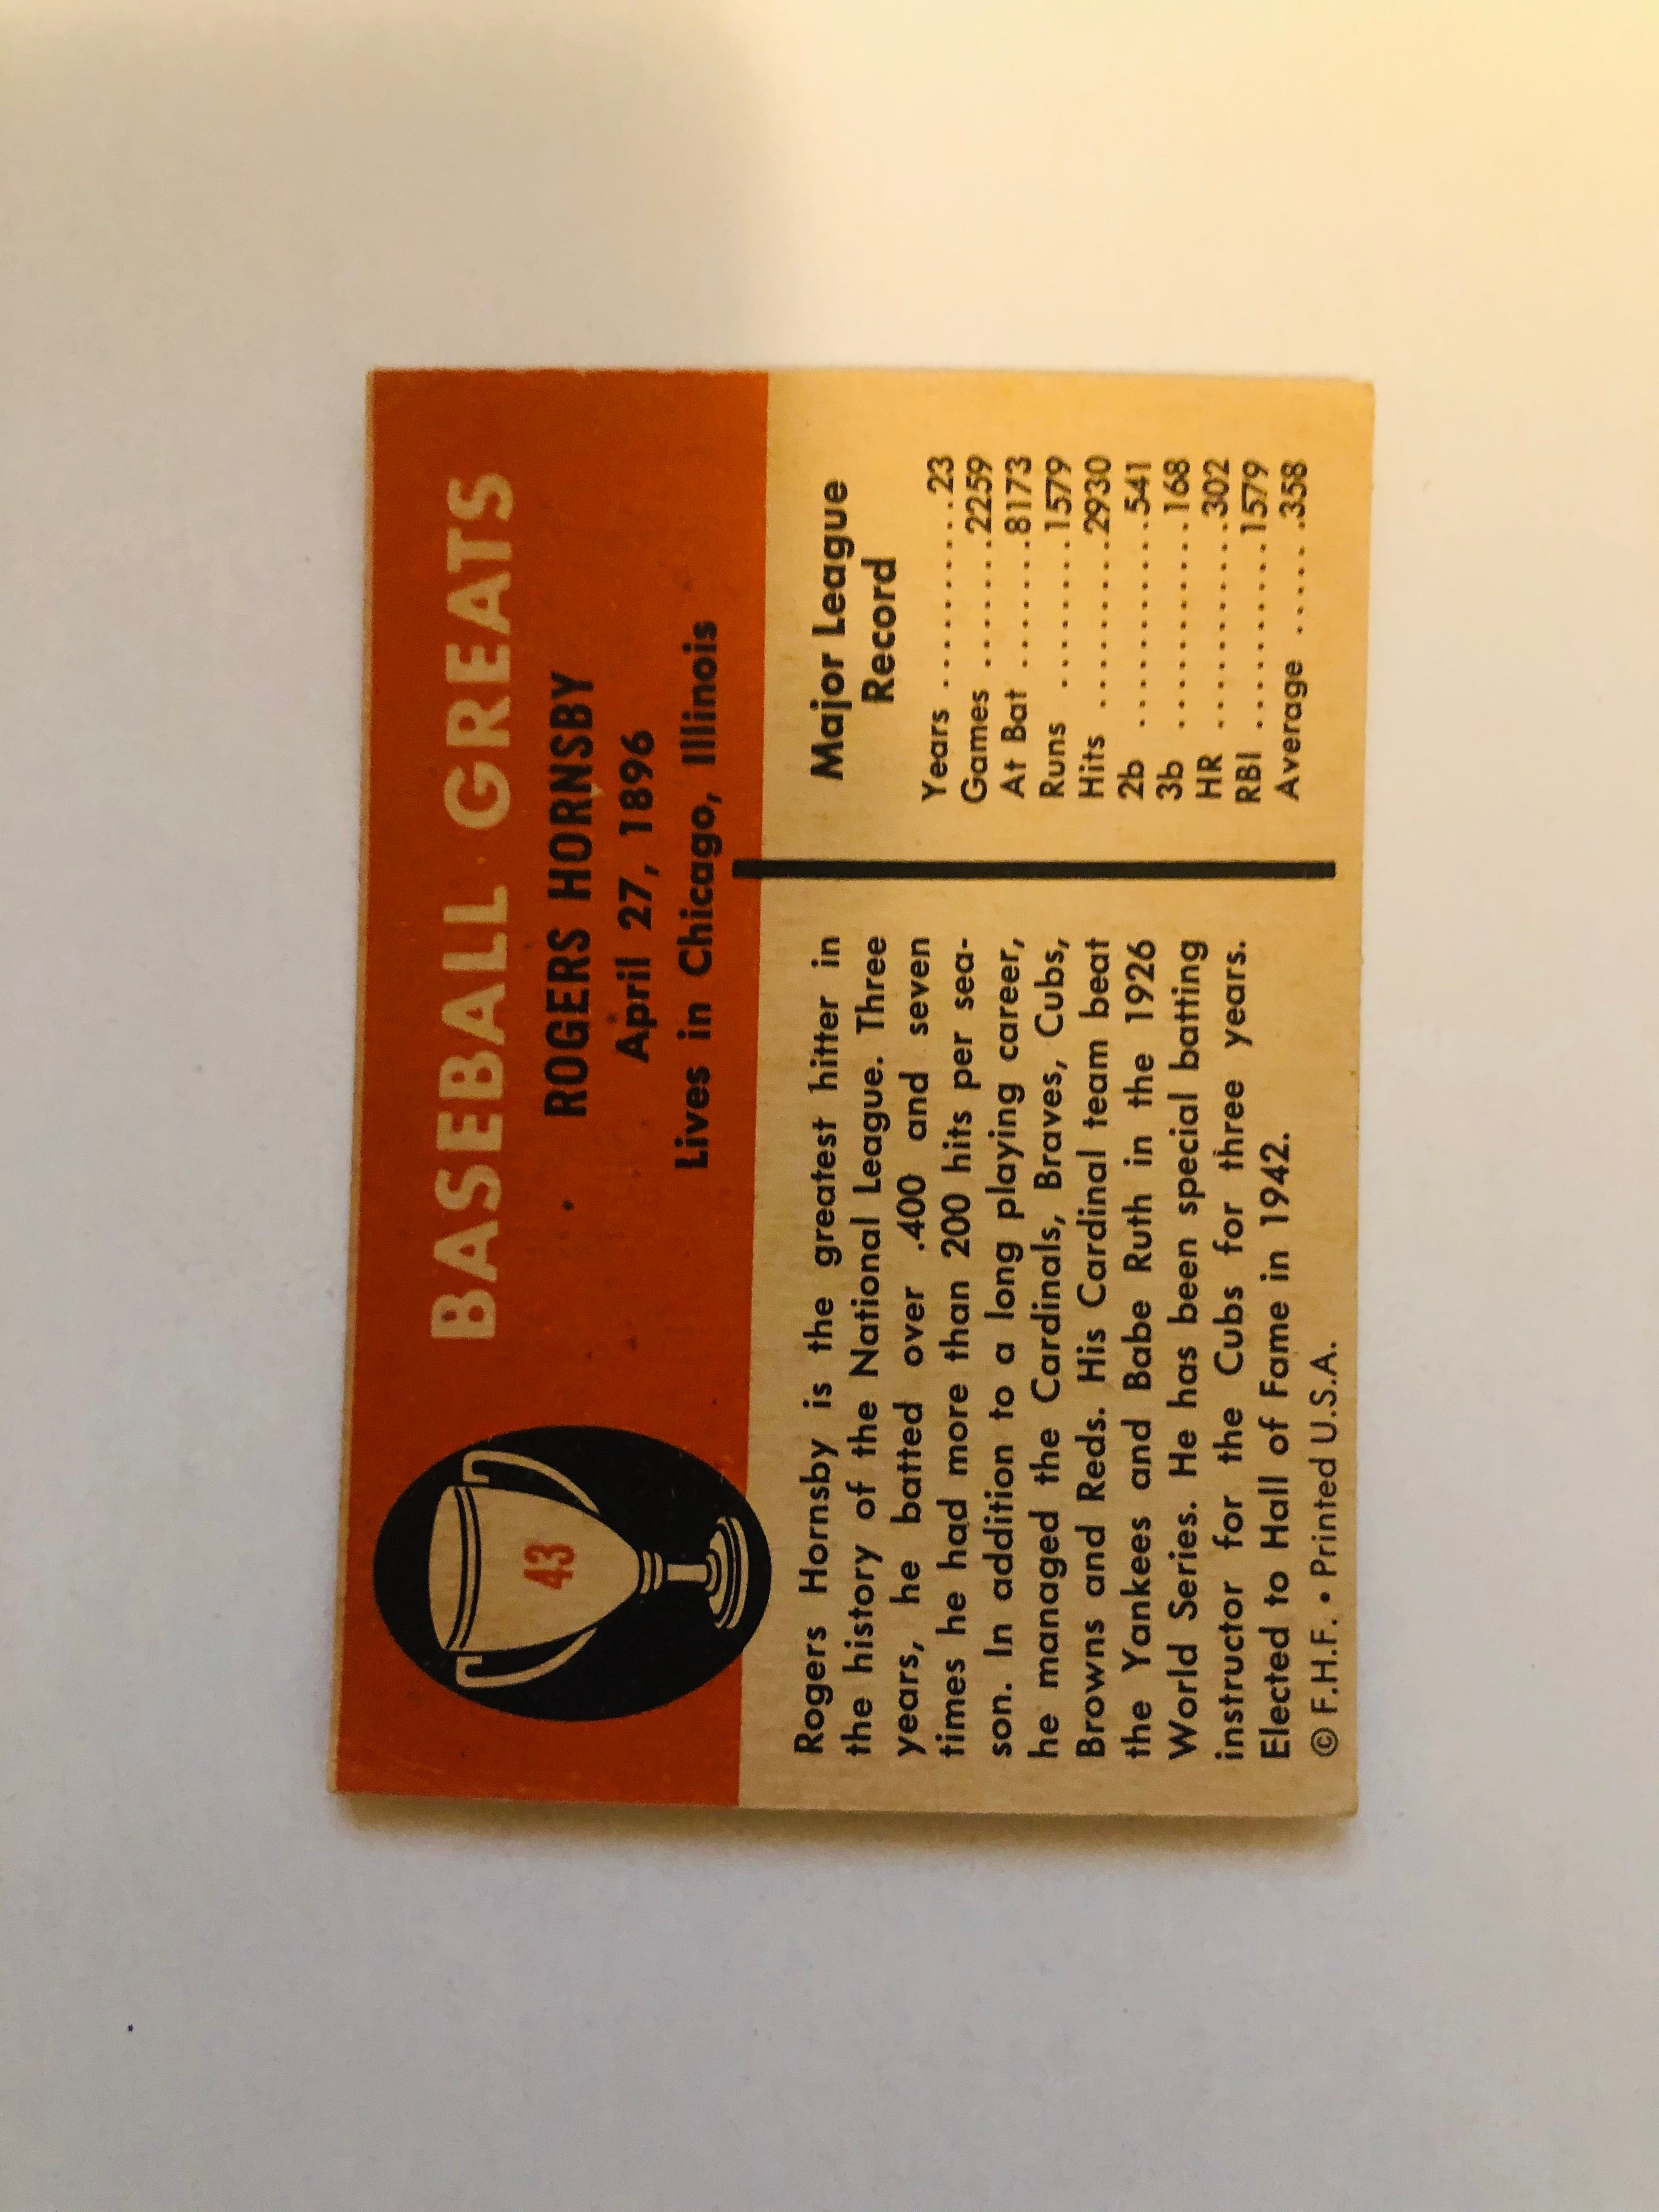 BASEBALL GREATS
ROGERS HORNSBY
April 27, 1896
Lives in Chicago, Illinois
43
Rogers Hornsby is the greatest hitter in
the history of the National League. Three
years, he batted over .400 and seven
times he had more than 200 hits per sea-
son. In addition to a long playing career,
he managed the Cardinals, Braves, Cubs,
Browns and Reds. His Cardinal team beat
the Yankees and Babe Ruth in the 1926
World Series. He has been special batting
instructor for the Cubs for three years.
Elected to Hall of Fame in 1942.
© F.H.F. • Printed U.S.A.
Major League
Record
Years ..........23
Games .......2259
At Bat .......8173
Runs .........1579
Hits ..........2930
2b ............541
3b ............168
HR ............302
RBI ..........1579
Average ......358